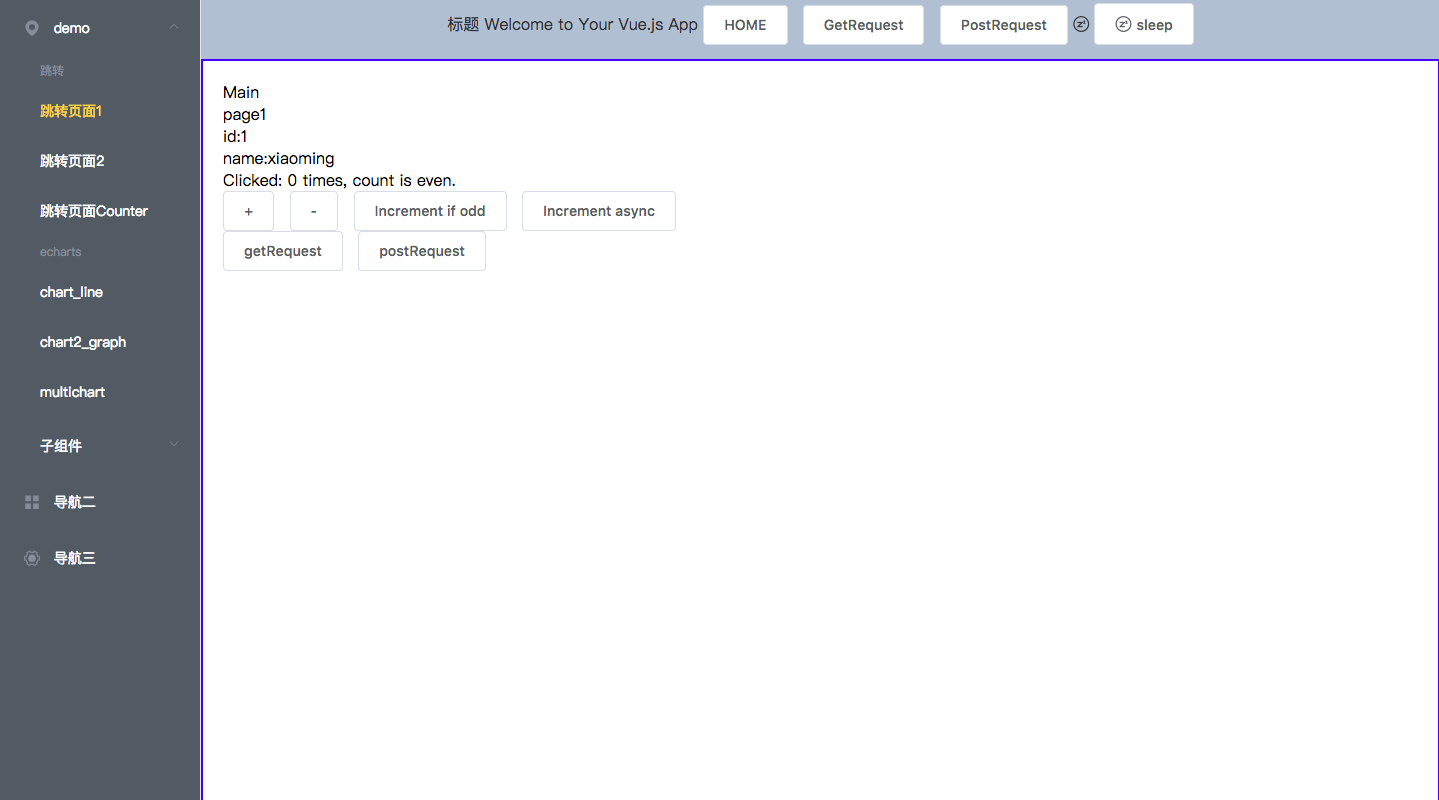 demo
跳转
跳转页面1
跳转页面2
跳转页面Counter
echarts
chart_line
chart2_graph
multichart
子组件
导航二
导航三
标题 Welcome to Your Vue.js App HOME GetRequest PostRequest sleep
Main
page1
id:1
name:xiaoming
Clicked: 0 times, count is even.
+ - Increment if odd Increment async
getRequest postRequest